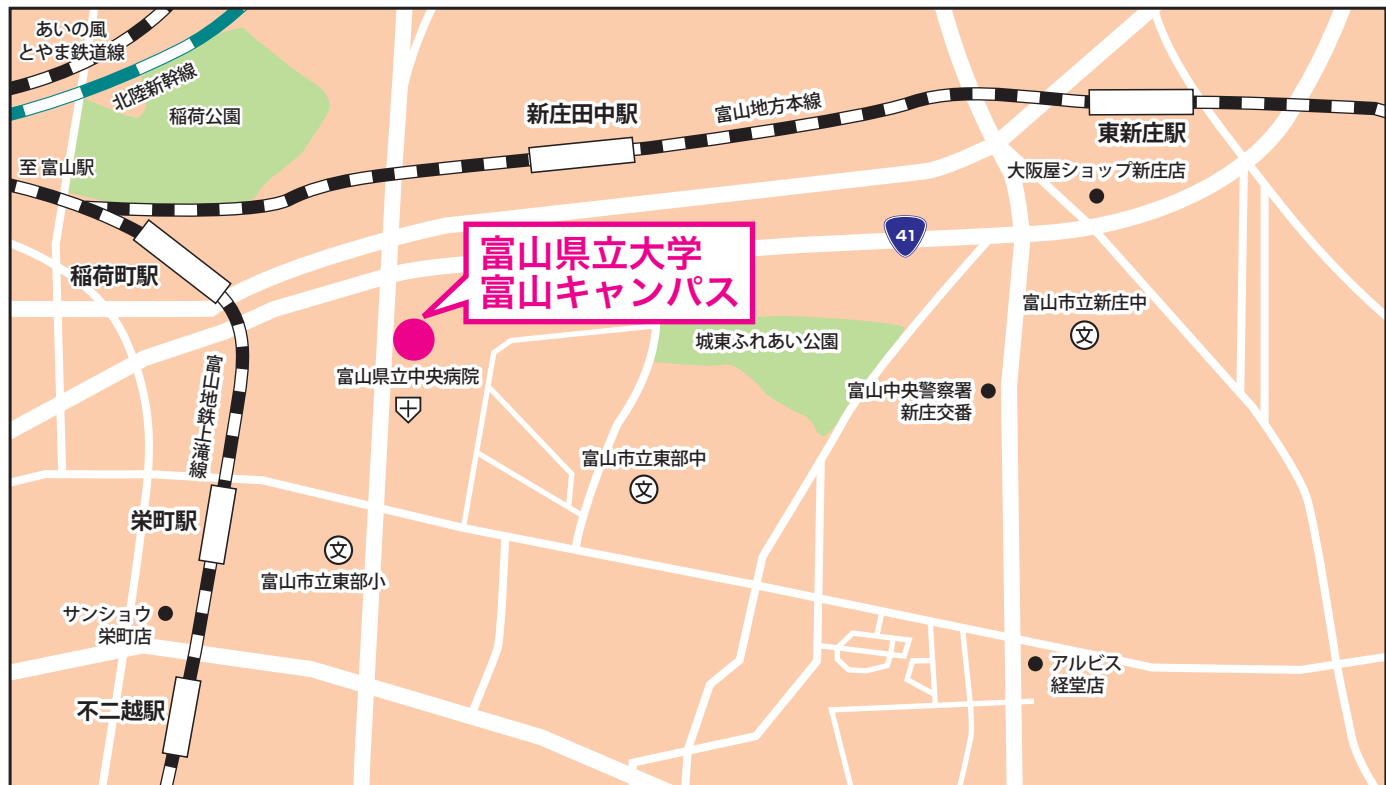 あいの風
とやま鉄道線
北陸新幹線
稲荷公園
至 富山駅
新庄田中駅
富山地方本線
東新庄駅
大阪屋ショップ新庄店
41
富山県立大学
富山キャンパス
稲荷町駅
富山市立新庄中
文
城東ふれあい公園
富山県立中央病院
富山中央警察署
新庄交番
富山地鉄上滝線
富山市立東部中
文
栄町駅
文
富山市立東部小
サンショウ
栄町店
アルビス
経堂店
不二越駅